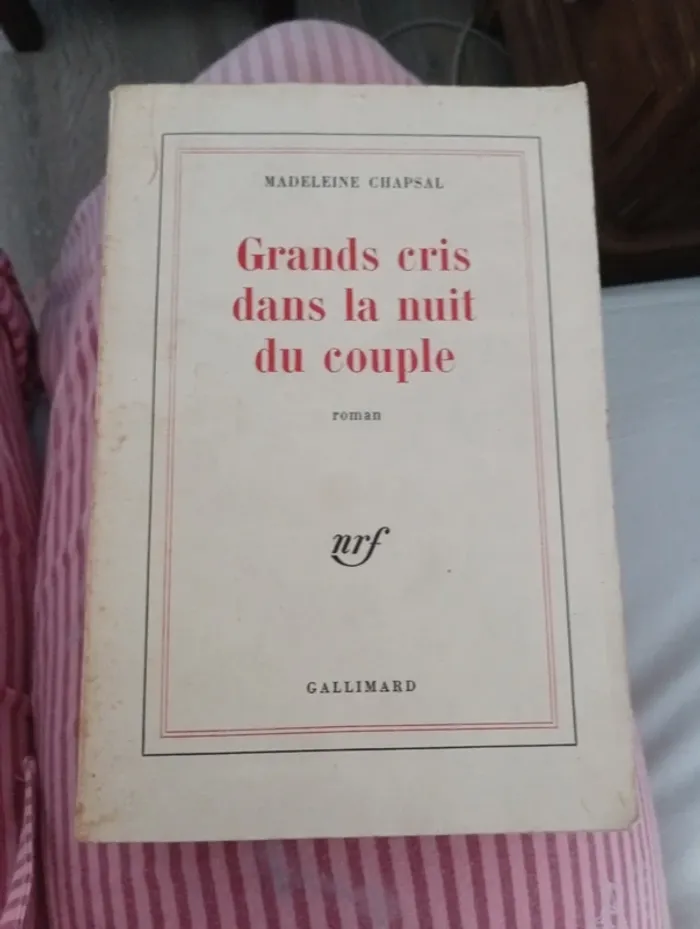 MADELEINE CHAPSAL
Grands cris
dans la nuit
du couple
roman
nrf
GALLIMARD